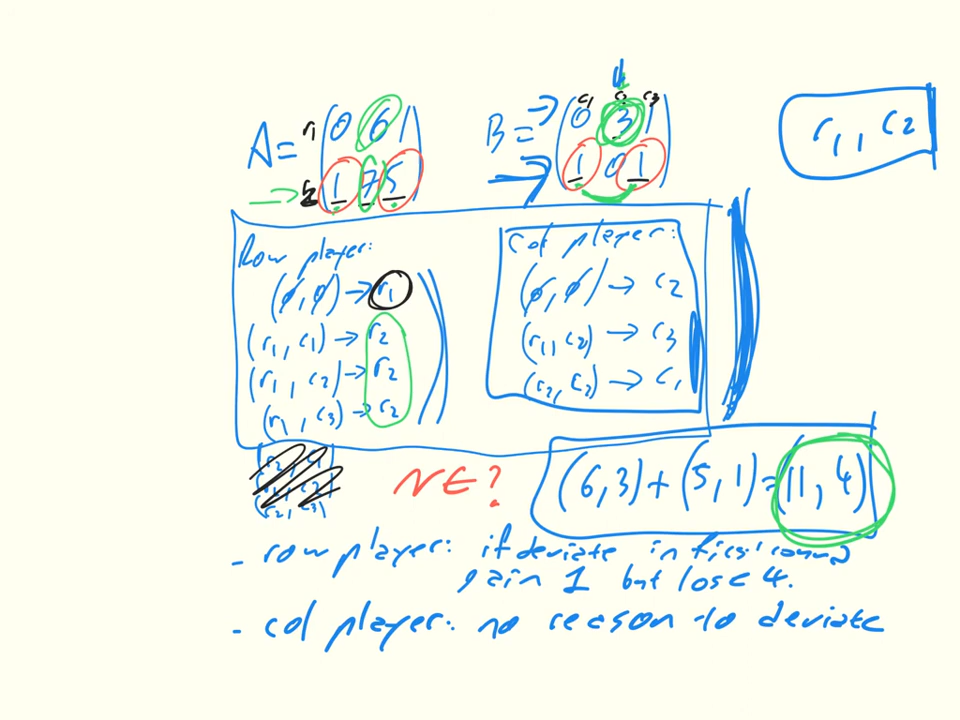 c1 c2 c3
A = r1 ( 0 6 1 ) B = ( 0 3 1 )
r2 ( 1 7 5 ) ( 1 0 1 )
r1, c2
Row player:
(∅, ∅) → r1
(r1, c1) → r2
(r1, c2) → r2
(r1, c3) → r2
Col player:
(∅, ∅) → c2
(r1, c2) → c3
(r2, c2) → c1
NE?
(6,3) + (5,1) = (11, 4)
- row player: if deviate in first round
gain 1 but lose 4.
- col player: no reason to deviate